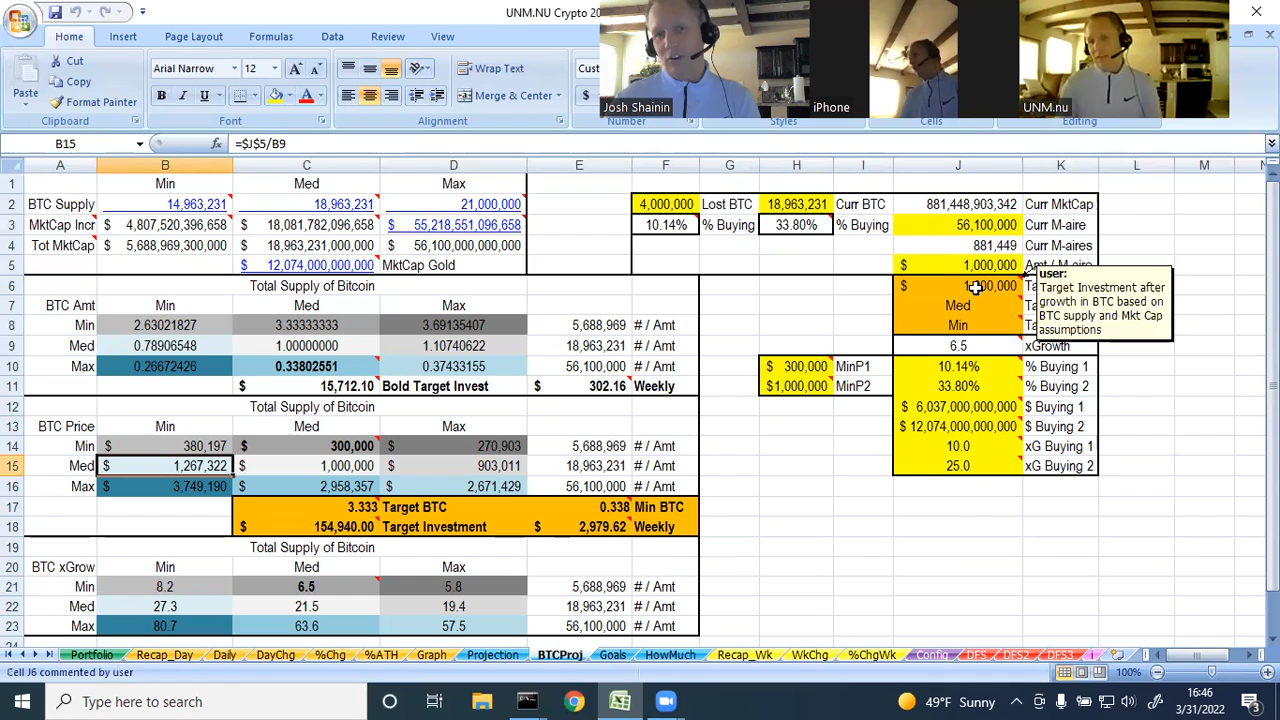 UNM.NU Crypto 20
Home Insert Page Layout Formulas Data Review View
Paste
Cut
Copy
Format Painter
Arial Narrow 12
Wrap Text
Merge & Center
Clipboard Font Alignment Number Styles Cells Editing
Josh Shainin iPhone UNM.nu
B15 fx =$J$5/B9
A B C D E F G H I J K L M N
1 Min Med Max
2 BTC Supply 14,963,231 18,963,231 21,000,000 4,000,000 Lost BTC 18,963,231 Curr BTC 881,448,903,342 Curr MktCap
3 MktCap Incr $ 4,807,520,096,658 $ 18,081,782,096,658 $ 55,218,551,096,658 10.14% % Buying 33.80% % Buying 56,100,000 Curr M-aire
4 Tot MktCap $ 5,688,969,300,000 $ 18,963,231,000,000 $ 56,100,000,000,000 881,449 Curr M-aires
5 $ 12,074,000,000,000 MktCap Gold $ 1,000,000 Amt / M-aire
6 Total Supply of Bitcoin $
7 BTC Amt Min Med Max Med
8 Min 2.63018271 3.33333333 3.69135407 5,688,969 # / Amt Min
9 Med 0.78906548 1.00000000 1.10740622 18,963,231 # / Amt 6.5 xGrowth
10 Max 0.26672426 0.33802551 0.37433155 56,100,000 # / Amt $ 300,000 MinP1 10.14% % Buying 1
11 $ 15,712.10 Bold Target Invest $ 302.16 Weekly $1,000,000 MinP2 33.80% % Buying 2
12 Total Supply of Bitcoin $ 6,037,000,000,000 $ Buying 1
13 BTC Price Min Med Max $ 12,074,000,000,000 $ Buying 2
14 Min $ 380,197 $ 300,000 $ 270,903 5,688,969 # / Amt 10.0 xG Buying 1
15 Med $ 1,267,322 $ 1,000,000 $ 903,011 18,963,231 # / Amt 25.0 xG Buying 2
16 Max $ 3,749,190 $ 2,958,357 $ 2,671,429 56,100,000 # / Amt
17 3.333 Target BTC 0.338 Min BTC
18 $ 154,940.00 Target Investment $ 2,979.62 Weekly
19 Total Supply of Bitcoin
20 BTC xGrow Min Med Max
21 Min 8.2 6.5 5.8 5,688,969 # / Amt
22 Med 27.3 21.5 19.4 18,963,231 # / Amt
23 Max 80.7 63.6 57.5 56,100,000 # / Amt
user:
Target Investment after
growth in BTC based on
BTC supply and Mkt Cap
assumptions
Portfolio Recap_Day Daily DayChg %Chg %ATH Graph Projection BTCProj Goals HowMuch Recap_Wk WkChg %ChgWk Config DFS DFS2 DFS3 i
Cell J6 commented by user 100%
Type here to search 49°F Sunny 16:46
3/31/2022 3